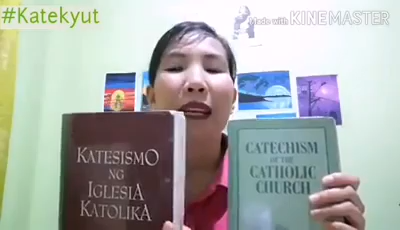 #Katekyut
Made with KINEMASTER
KATESISMO
NG
IGLESIA
KATOLIKA
CATECHISM
OF THE
CATHOLIC
CHURCH